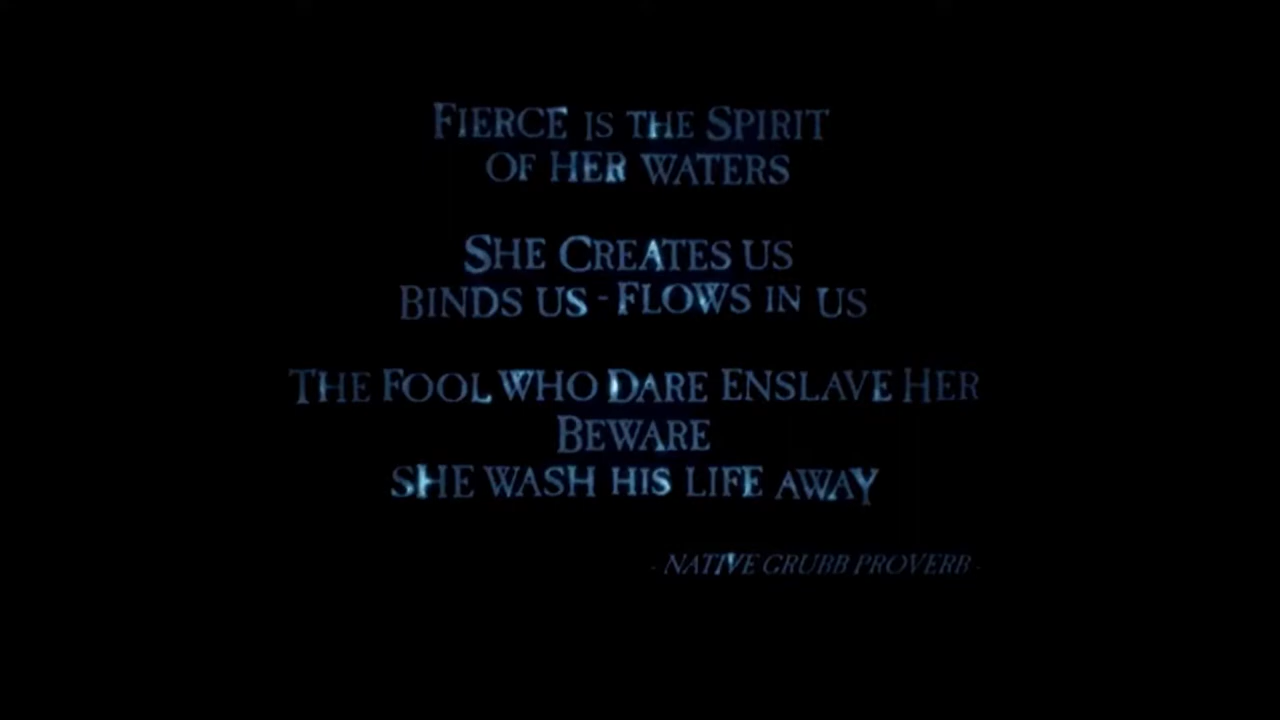 FIERCE IS THE SPIRIT
OF HER WATERS
SHE CREATES US
BINDS US - FLOWS IN US
THE FOOL WHO DARE ENSLAVE HER
BEWARE
SHE WASH HIS LIFE AWAY
- NATIVE GRUBB PROVERB -